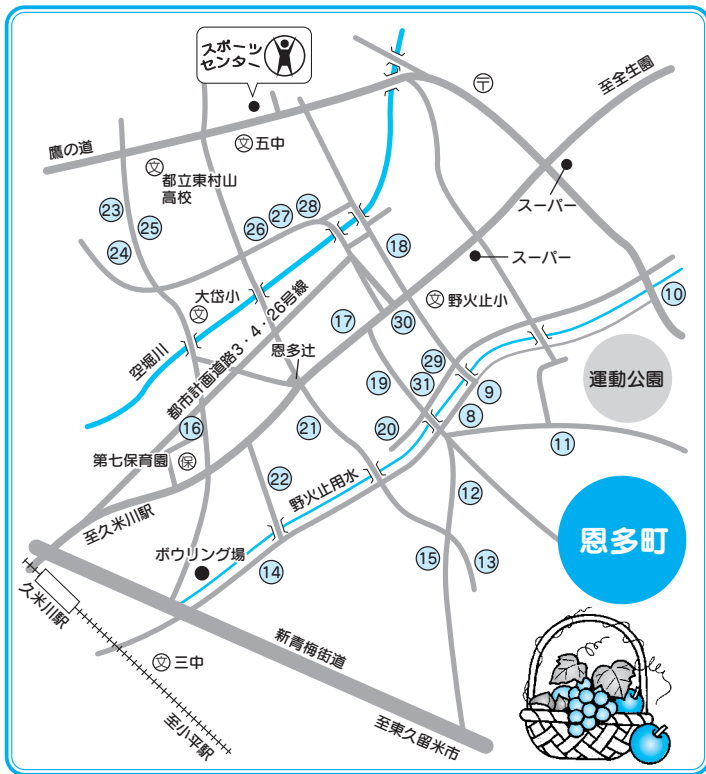 スポーツ
センター
〒
至全生園
文 五中
鷹の道
文
都立東村山
高校
スーパー
23
25
24
26
27
28
18
スーパー
大岱小
文
文 野火止小
10
空堀川
都市計画道路3・4・26号線
17
30
恩多辻
運動公園
29
19
31
9
8
16
21
20
11
第七保育園
保
22
野火止用水
12
至久米川駅
ボウリング場
14
15
13
恩多町
久米川駅
新青梅街道
文 三中
至小平駅
至東久留米市